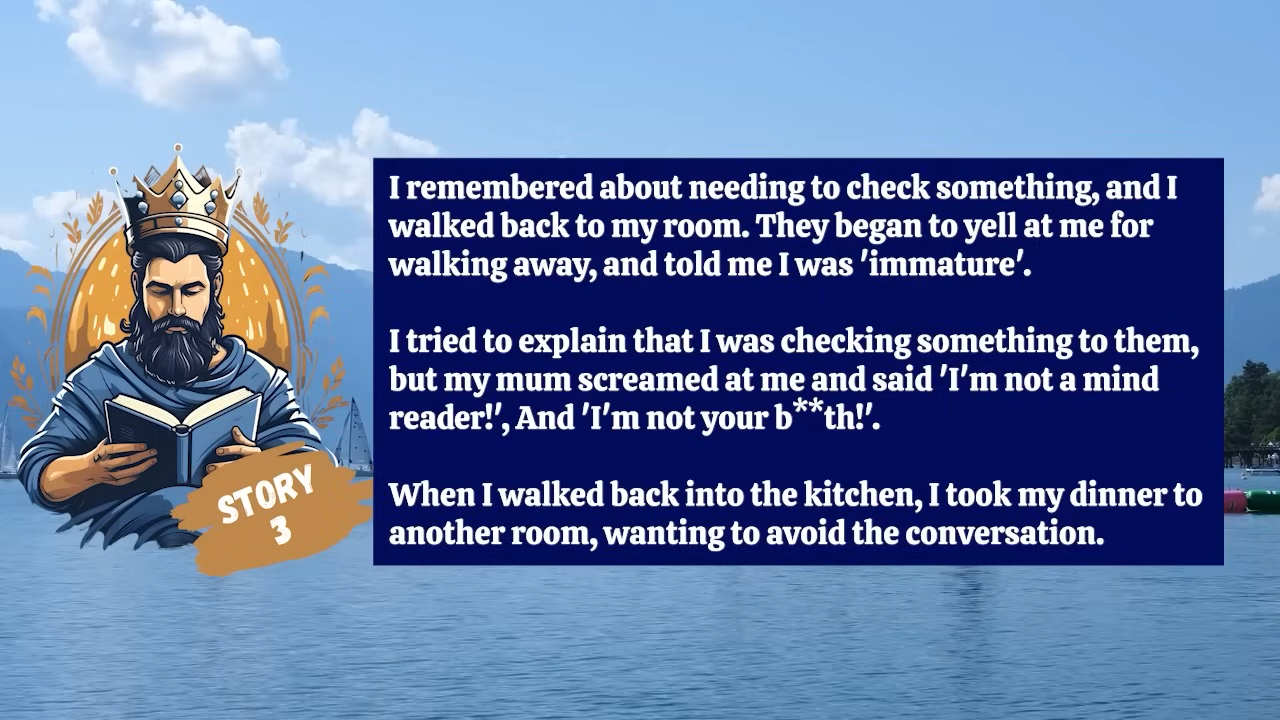 I remembered about needing to check something, and I
walked back to my room. They began to yell at me for
walking away, and told me I was 'immature'.
I tried to explain that I was checking something to them,
but my mum screamed at me and said 'I'm not a mind
reader!', And 'I'm not your b**th!'.
When I walked back into the kitchen, I took my dinner to
another room, wanting to avoid the conversation.
STORY
3